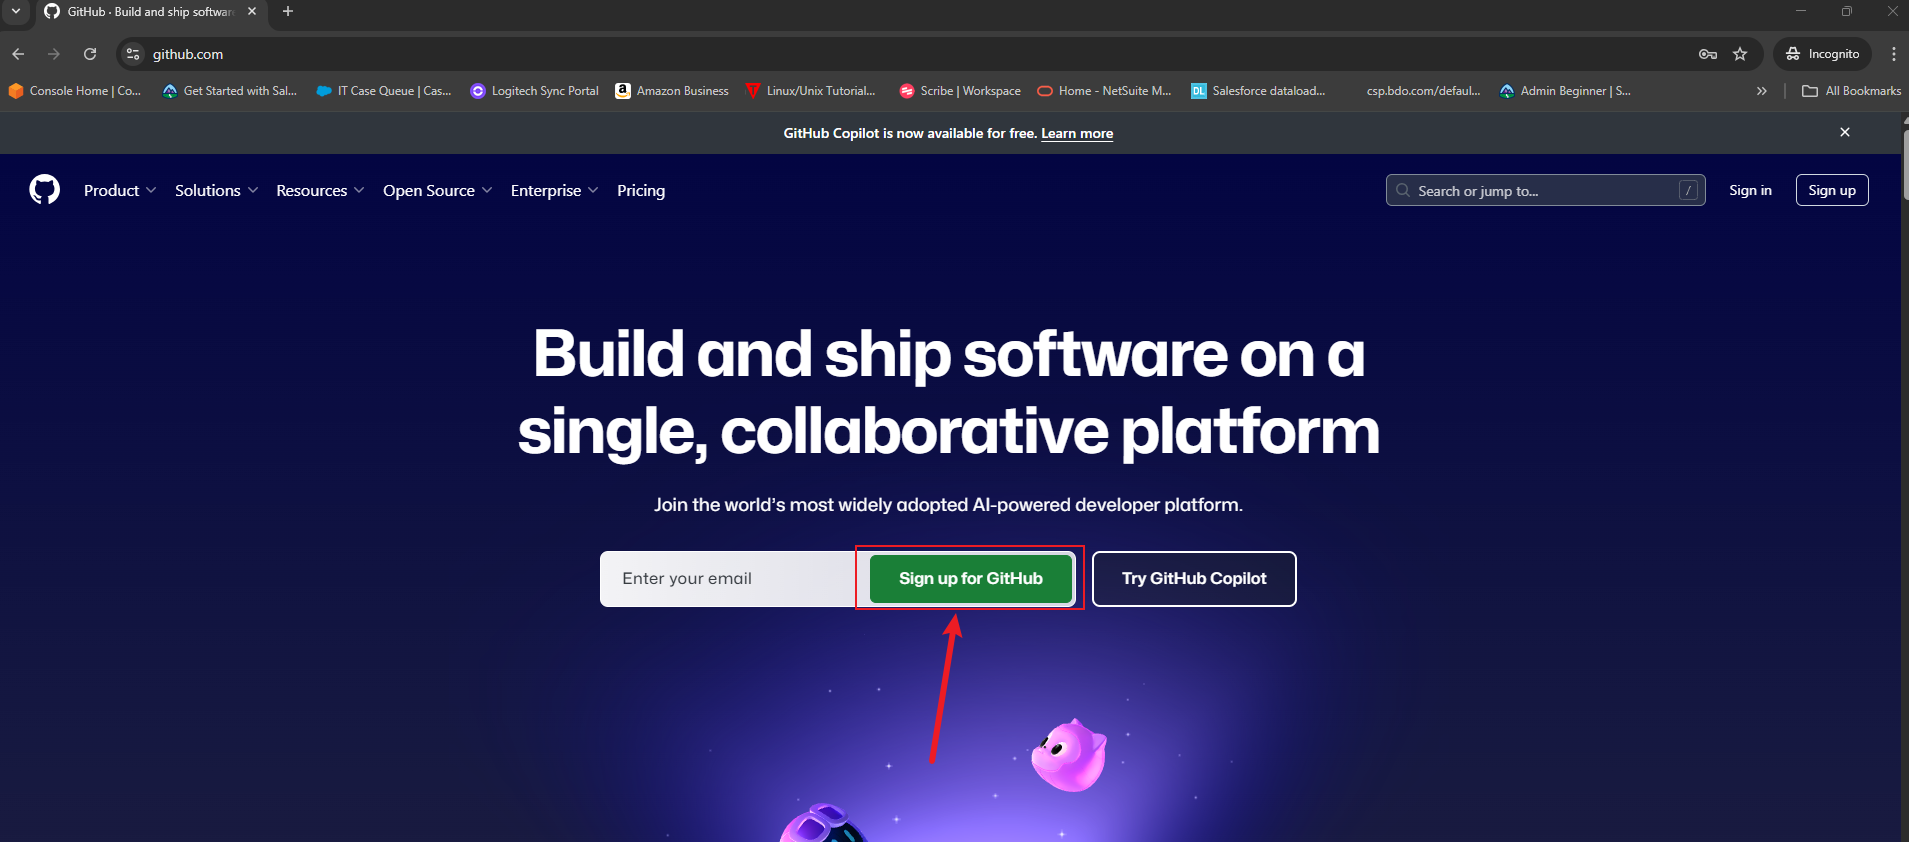 GitHub · Build and ship software
github.com
Incognito
Console Home | Co...
Get Started with Sal...
IT Case Queue | Cas...
Logitech Sync Portal
Amazon Business
Linux/Unix Tutorial...
Scribe | Workspace
Home - NetSuite M...
DL
Salesforce dataload...
csp.bdo.com/defaul...
Admin Beginner | S...
All Bookmarks
GitHub Copilot is now available for free. Learn more
Product
Solutions
Resources
Open Source
Enterprise
Pricing
Search or jump to...
/
Sign in
Sign up
Build and ship software on a
single, collaborative platform
Join the world's most widely adopted AI-powered developer platform.
Enter your email
Sign up for GitHub
Try GitHub Copilot